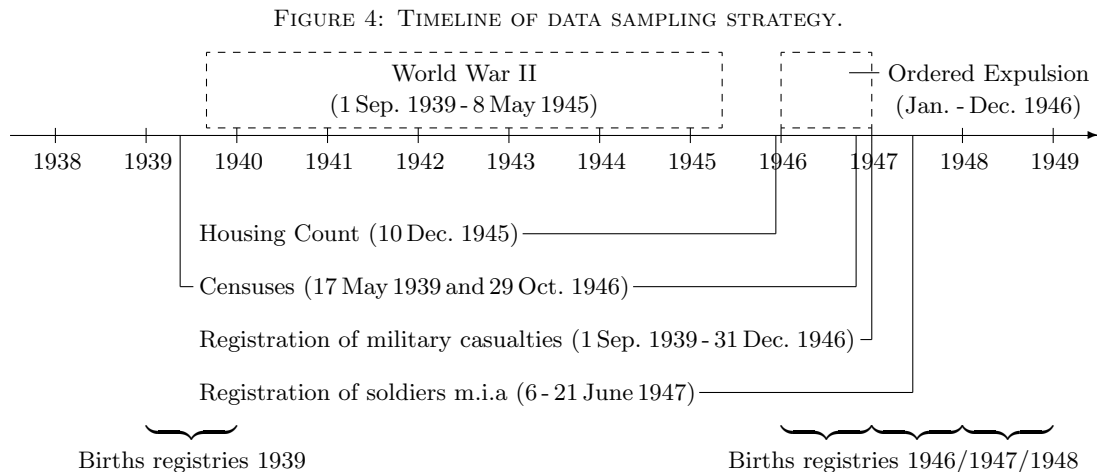 FIGURE 4: TIMELINE OF DATA SAMPLING STRATEGY.
World War II
(1 Sep. 1939 - 8 May 1945)
Ordered Expulsion
(Jan. - Dec. 1946)
1938 1939 1940 1941 1942 1943 1944 1945 1946 1947 1948 1949
Housing Count (10 Dec. 1945)
Censuses (17 May 1939 and 29 Oct. 1946)
Registration of military casualties (1 Sep. 1939 - 31 Dec. 1946)
Registration of soldiers m.i.a (6 - 21 June 1947)
Births registries 1939
Births registries 1946/1947/1948